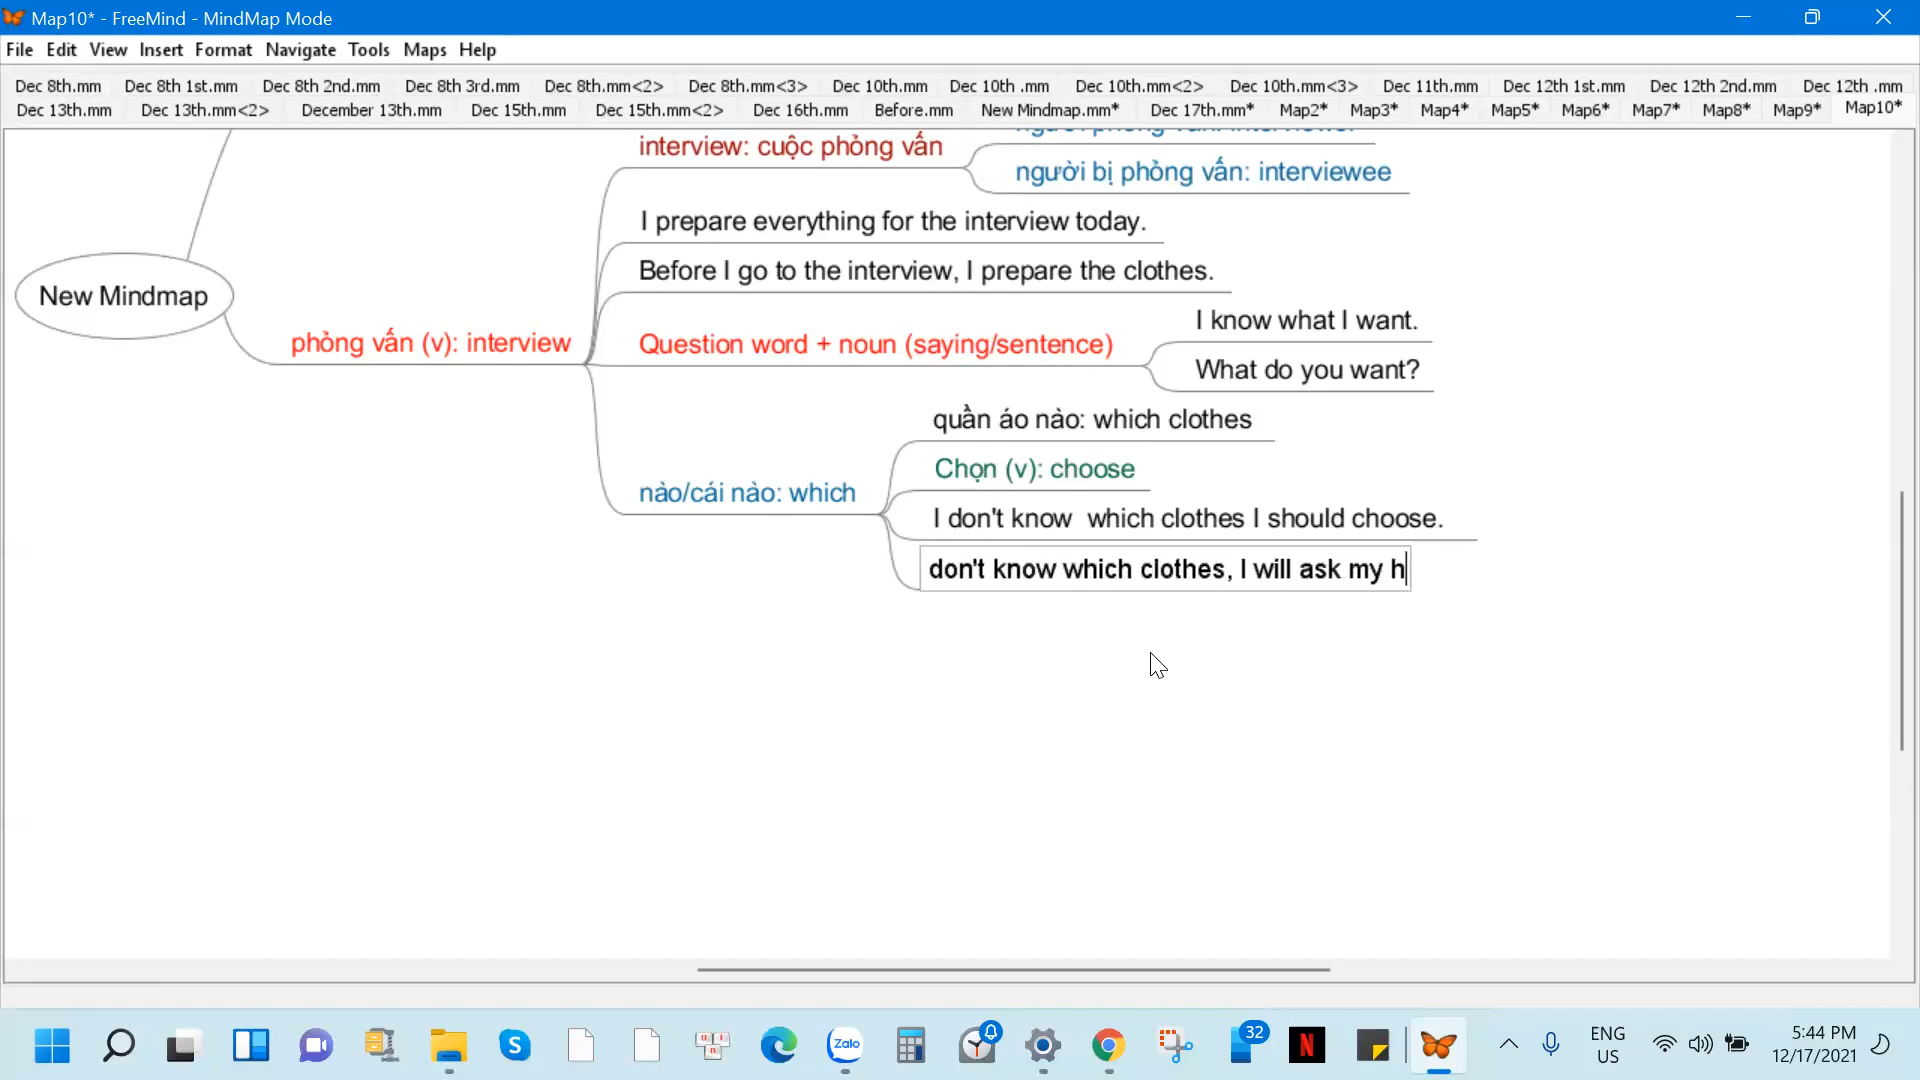 Map10* - FreeMind - MindMap Mode
File Edit View Insert Format Navigate Tools Maps Help
Dec 8th.mm Dec 8th 1st.mm Dec 8th 2nd.mm Dec 8th 3rd.mm Dec 8th.mm<2> Dec 8th.mm<3> Dec 10th.mm Dec 10th .mm Dec 10th.mm<2> Dec 10th.mm<3> Dec 11th.mm Dec 12th 1st.mm Dec 12th 2nd.mm Dec 12th .mm
Dec 13th.mm Dec 13th.mm<2> December 13th.mm Dec 15th.mm Dec 15th.mm<2> Dec 16th.mm Before.mm New Mindmap.mm* Dec 17th.mm* Map2* Map3* Map4* Map5* Map6* Map7* Map8* Map9* Map10*
interview: cuộc phỏng vấn
người bị phỏng vấn: interviewee
I prepare everything for the interview today.
Before I go to the interview, I prepare the clothes.
New Mindmap
phỏng vấn (v): interview
Question word + noun (saying/sentence)
I know what I want.
What do you want?
quần áo nào: which clothes
Chọn (v): choose
nào/cái nào: which
I don't know  which clothes I should choose.
don't know which clothes, I will ask my h
Zalo
32
N
ENG
US
5:44 PM
12/17/2021